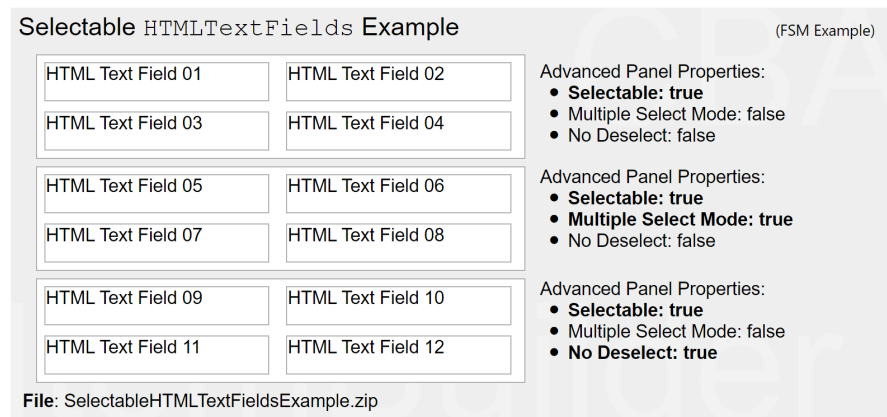 Selectable HTMLTextFields Example
(FSM Example)
HTML Text Field 01
HTML Text Field 02
HTML Text Field 03
HTML Text Field 04
Advanced Panel Properties:
● Selectable: true
● Multiple Select Mode: false
● No Deselect: false
HTML Text Field 05
HTML Text Field 06
HTML Text Field 07
HTML Text Field 08
Advanced Panel Properties:
● Selectable: true
● Multiple Select Mode: true
● No Deselect: false
HTML Text Field 09
HTML Text Field 10
HTML Text Field 11
HTML Text Field 12
Advanced Panel Properties:
● Selectable: true
● Multiple Select Mode: false
● No Deselect: true
File: SelectableHTMLTextFieldsExample.zip